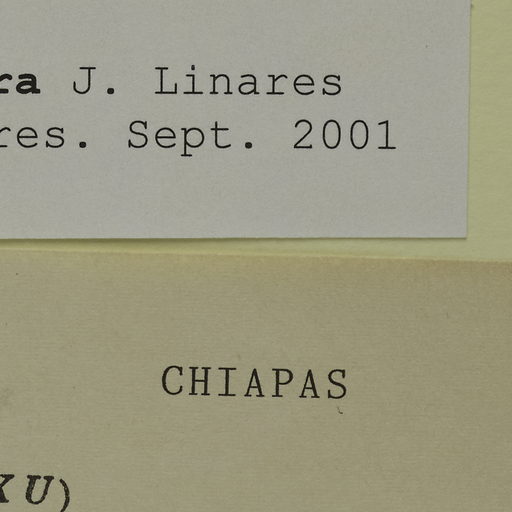 ra J. Linares
res. Sept. 2001
CHIAPAS
KU)